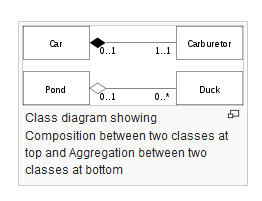 Car Carburetor
0..1 1..1
Pond Duck
0..1 0..*
Class diagram showing
Composition between two classes at
top and Aggregation between two
classes at bottom